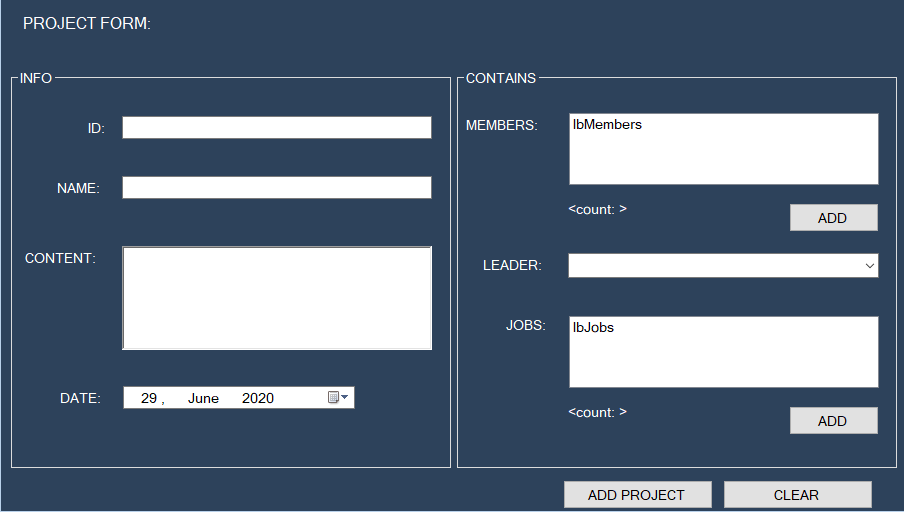 PROJECT FORM:
INFO
ID:
NAME:
CONTENT:
DATE: 29 , June 2020
CONTAINS
MEMBERS: lbMembers
<count: >
ADD
LEADER:
JOBS: lbJobs
<count: >
ADD
ADD PROJECT CLEAR